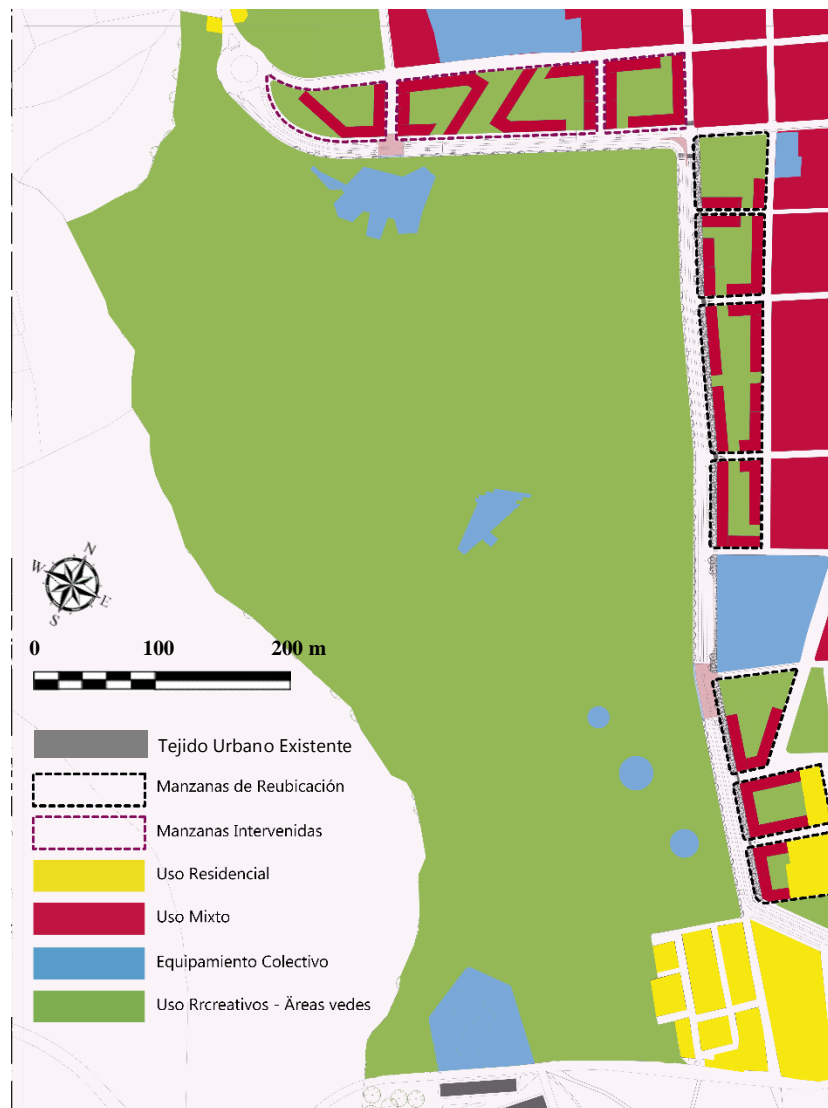 N
W
E
S
0 100 200 m
Tejido Urbano Existente
Manzanas de Reubicación
Manzanas Intervenidas
Uso Residencial
Uso Mixto
Equipamiento Colectivo
Uso Rrcreativos - Äreas vedes